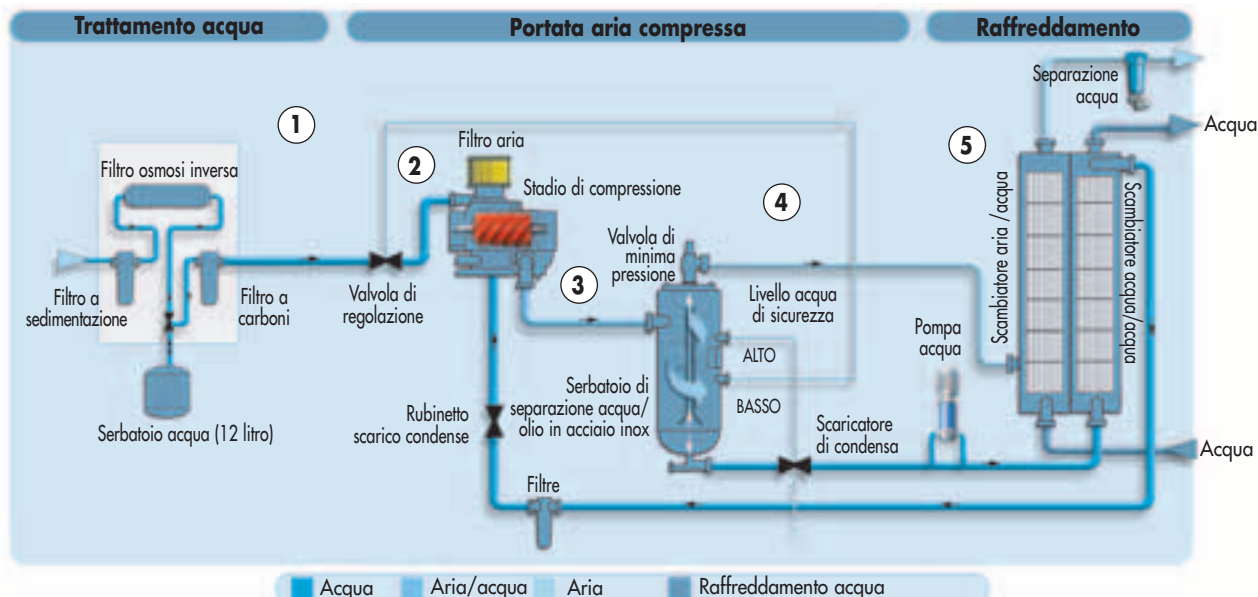 Trattamento acqua
Portata aria compressa
Raffreddamento
1
Filtro osmosi inversa
Filtro a
sedimentazione
Filtro a
carboni
Serbatoio acqua (12 litro)
Valvola di
regolazione
2
Filtro aria
Stadio di compressione
3
Rubinetto
scarico condense
Filtre
4
Valvola di
minima
pressione
Livello acqua
di sicurezza
ALTO
BASSO
Serbatoio di
separazione acqua/
olio in acciaio inox
Scaricatore
di condensa
Pompa
acqua
5
Separazione
acqua
Acqua
Scambiatore aria /acqua
Scambiatore acqua/acqua
Acqua
Acqua
Aria/acqua
Aria
Raffreddamento acqua